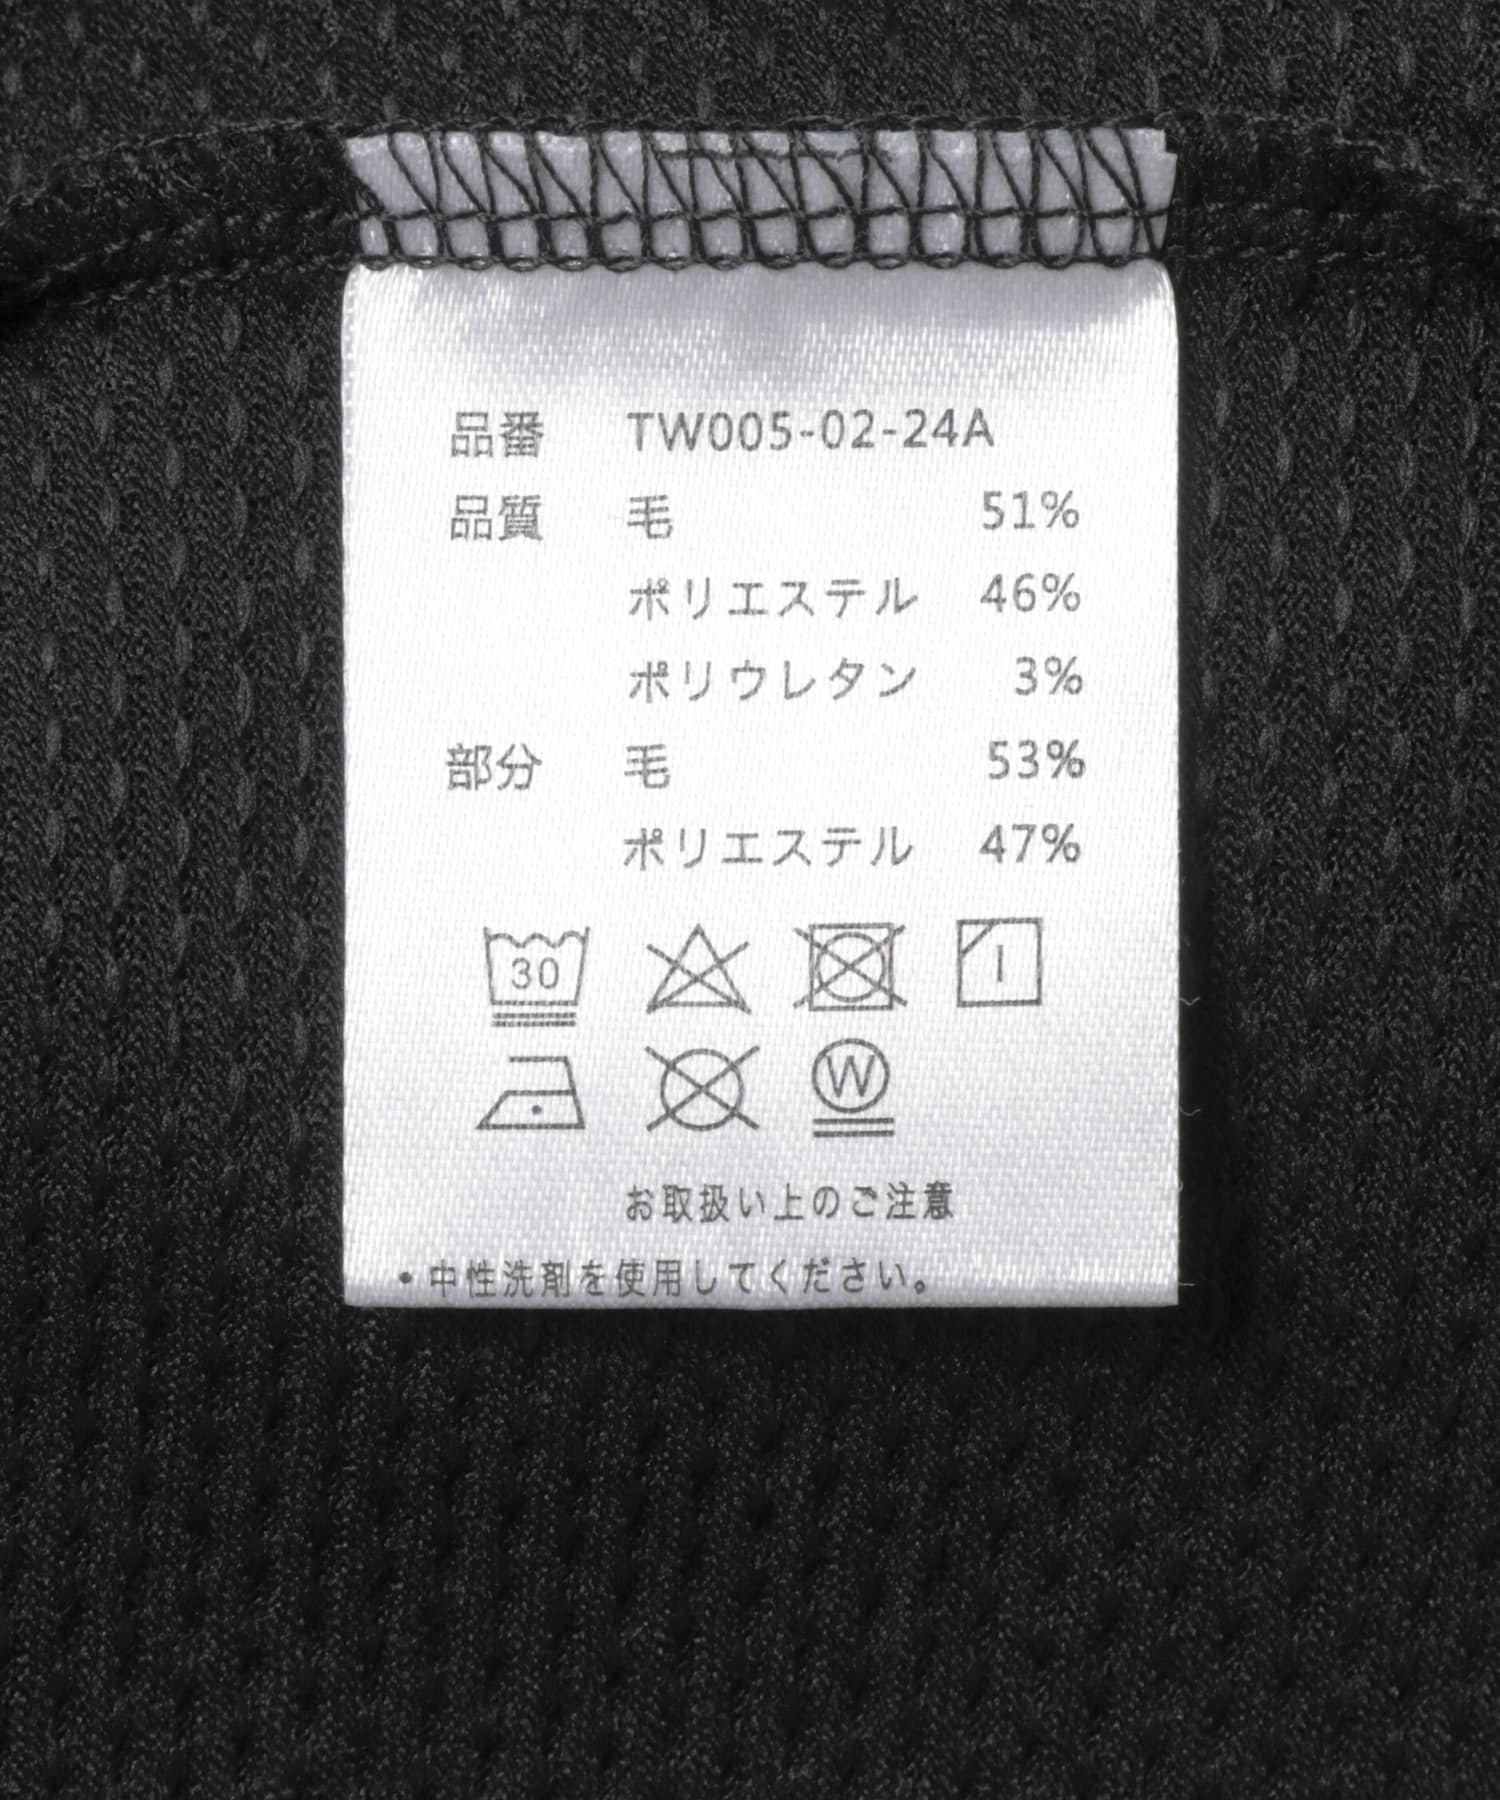 品番 TW005-02-24A
品質 毛 51%
ポリエステル 46%
ポリウレタン 3%
部分 毛 53%
ポリエステル 47%
30
W
お取扱い上のご注意
・中性洗剤を使用してください。